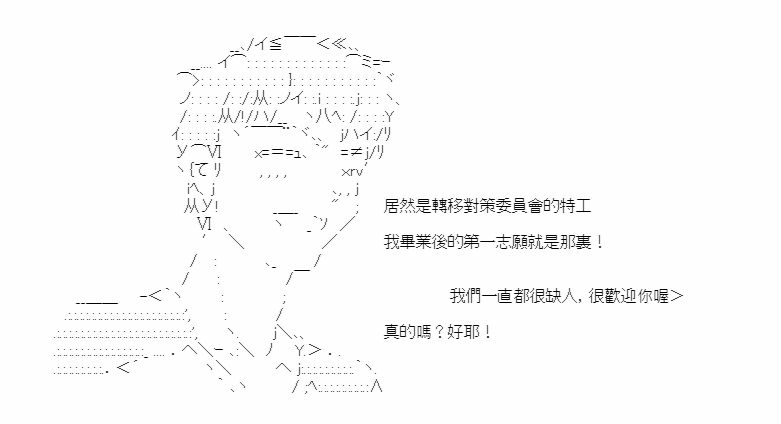 居然是轉移對策委員會的特工
我畢業後的第一志願就是那裏！
我們一直都很缺人，很歡迎你喔＞
真的嗎？好耶！